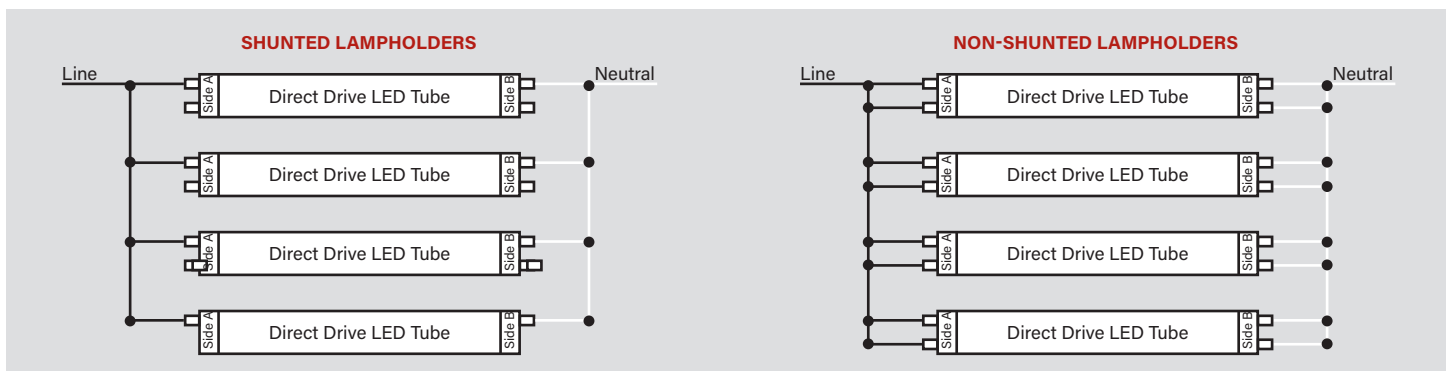 SHUNTED LAMPHOLDERS
Line
Neutral
Side A
Direct Drive LED Tube
Side B
Side A
Direct Drive LED Tube
Side B
Side A
Direct Drive LED Tube
Side B
Side A
Direct Drive LED Tube
Side B
NON-SHUNTED LAMPHOLDERS
Line
Neutral
Side A
Direct Drive LED Tube
Side B
Side A
Direct Drive LED Tube
Side B
Side A
Direct Drive LED Tube
Side B
Side A
Direct Drive LED Tube
Side B